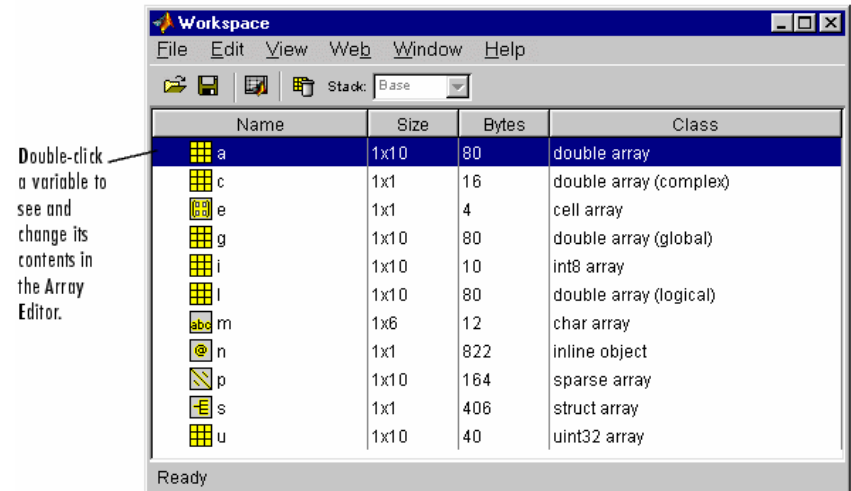 Workspace
File Edit View Web Window Help
Stack: Base
Name Size Bytes Class
a 1x10 80 double array
c 1x1 16 double array (complex)
e 1x1 4 cell array
g 1x10 80 double array (global)
i 1x10 10 int8 array
l 1x10 80 double array (logical)
abc m 1x6 12 char array
@ n 1x1 822 inline object
p 1x10 164 sparse array
s 1x1 406 struct array
u 1x10 40 uint32 array
Ready
Double-click
a variable to
see and
change its
contents in
the Array
Editor.